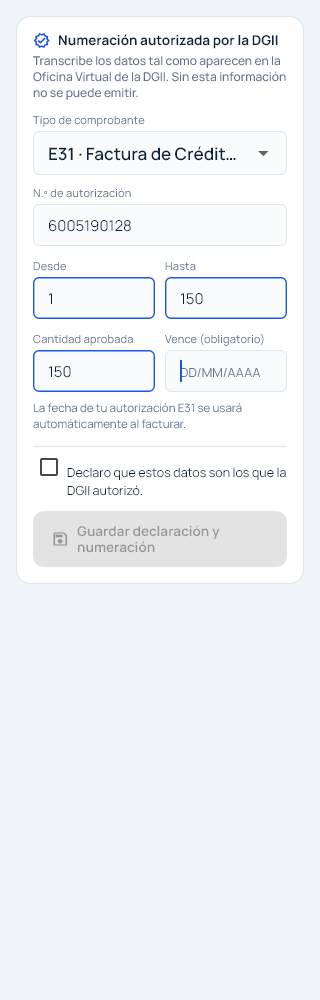 Numeración autorizada por la DGII
Transcribe los datos tal como aparecen en la
Oficina Virtual de la DGII. Sin esta información
no se puede emitir.
Tipo de comprobante
E31 · Factura de Crédit...
N.º de autorización
6005190128
Desde
Hasta
1
150
Cantidad aprobada
Vence (obligatorio)
150
DD/MM/AAAA
La fecha de tu autorización E31 se usará
automáticamente al facturar.
Declaro que estos datos son los que la
DGII autorizó.
Guardar declaración y
numeración